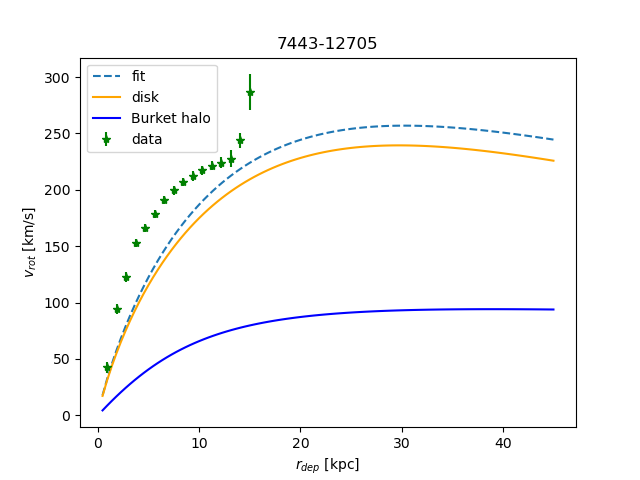 7443-12705
fit
disk
Burket halo
data
300
250
200
150
100
50
0
v_rot [km/s]
0 10 20 30 40
r_dep [kpc]